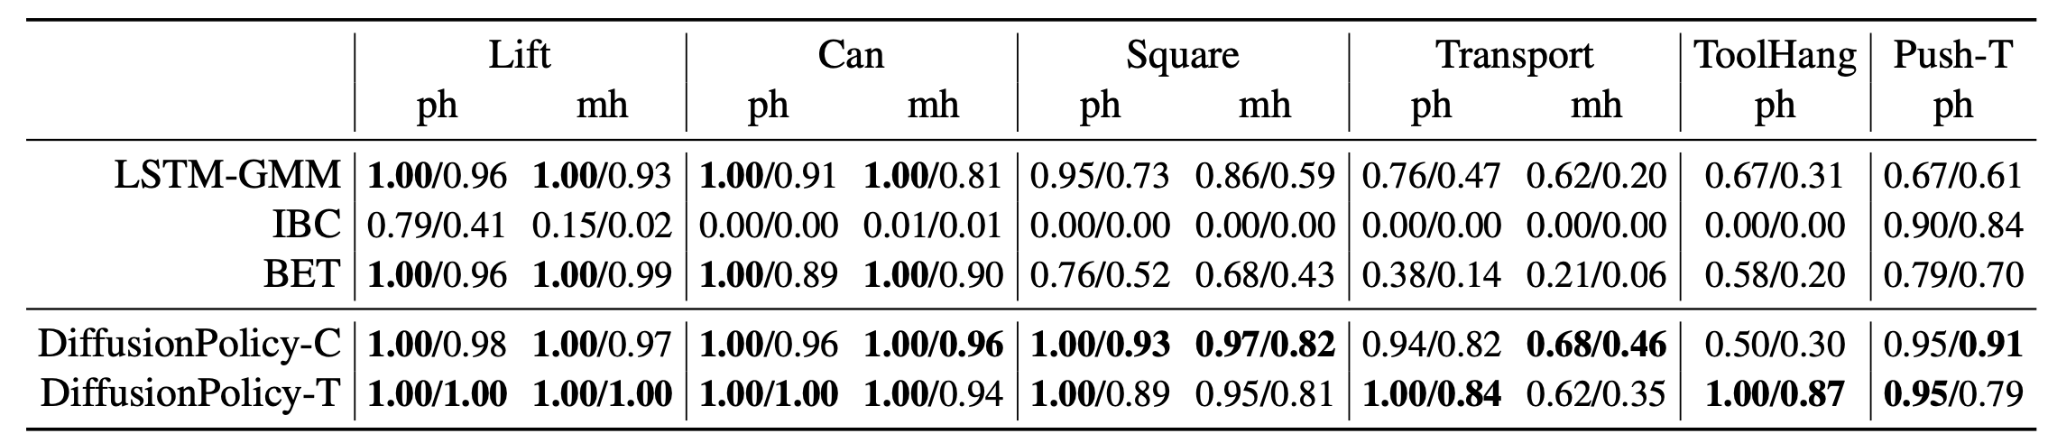 Lift Can Square Transport ToolHang Push-T
ph mh ph mh ph mh ph mh ph ph
LSTM-GMM 1.00/0.96 1.00/0.93 1.00/0.91 1.00/0.81 0.95/0.73 0.86/0.59 0.76/0.47 0.62/0.20 0.67/0.31 0.67/0.61
IBC 0.79/0.41 0.15/0.02 0.00/0.00 0.01/0.01 0.00/0.00 0.00/0.00 0.00/0.00 0.00/0.00 0.00/0.00 0.90/0.84
BET 1.00/0.96 1.00/0.99 1.00/0.89 1.00/0.90 0.76/0.52 0.68/0.43 0.38/0.14 0.21/0.06 0.58/0.20 0.79/0.70
DiffusionPolicy-C 1.00/0.98 1.00/0.97 1.00/0.96 1.00/0.96 1.00/0.93 0.97/0.82 0.94/0.82 0.68/0.46 0.50/0.30 0.95/0.91
DiffusionPolicy-T 1.00/1.00 1.00/1.00 1.00/1.00 1.00/0.94 1.00/0.89 0.95/0.81 1.00/0.84 0.62/0.35 1.00/0.87 0.95/0.79